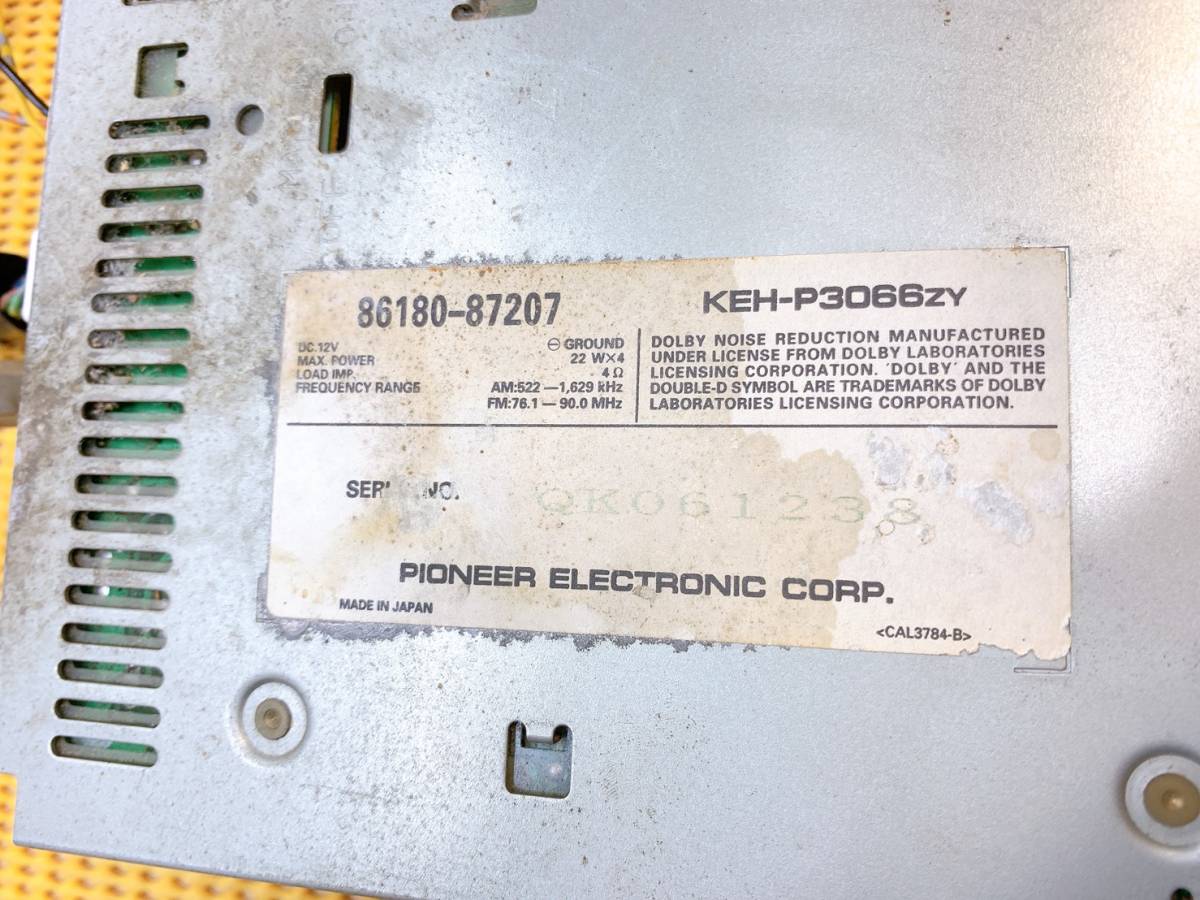 86180-87207
KEH-P3066ZY
DC.12V ⊖ GROUND
MAX. POWER 22 W×4
LOAD IMP. 4 Ω
FREQUENCY RANGE AM:522 — 1,629 kHz
FM:76.1 — 90.0 MHz
DOLBY NOISE REDUCTION MANUFACTURED
UNDER LICENSE FROM DOLBY LABORATORIES
LICENSING CORPORATION. 'DOLBY' AND THE
DOUBLE-D SYMBOL ARE TRADEMARKS OF DOLBY
LABORATORIES LICENSING CORPORATION.
NO. QK061238
PIONEER ELECTRONIC CORP.
MADE IN JAPAN
<CAL3784-B>